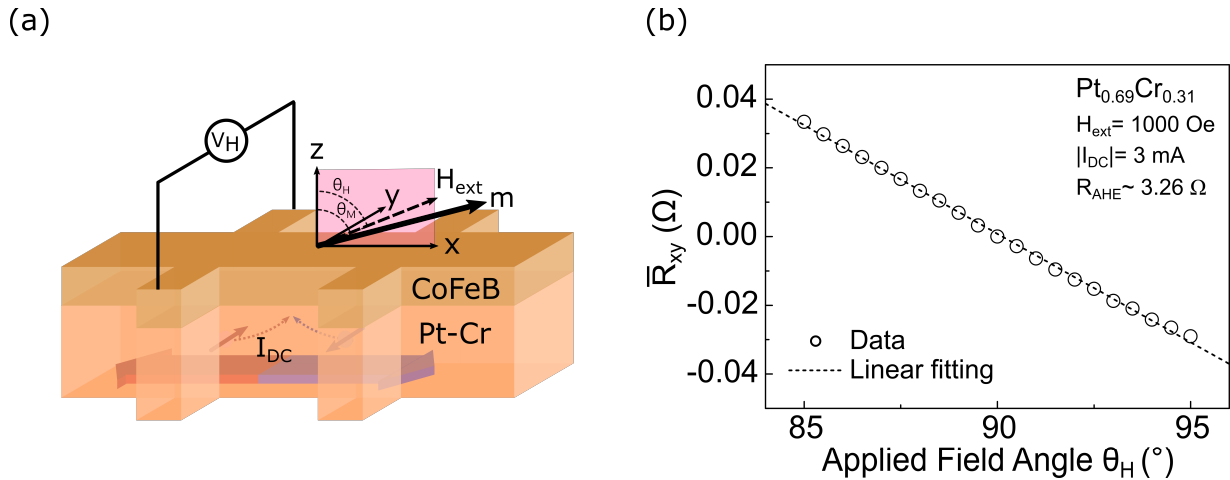 (a)
V_H
z
θ_H
θ_M
y
H_ext
m
x
CoFeB
Pt-Cr
I_DC
(b)
Pt_0.69Cr_0.31
H_ext= 1000 Oe
|I_DC|= 3 mA
R_AHE~ 3.26 Ω
R̅_xy (Ω)
0.04
0.02
0.00
-0.02
-0.04
Data
Linear fitting
85 90 95
Applied Field Angle θ_H (°)